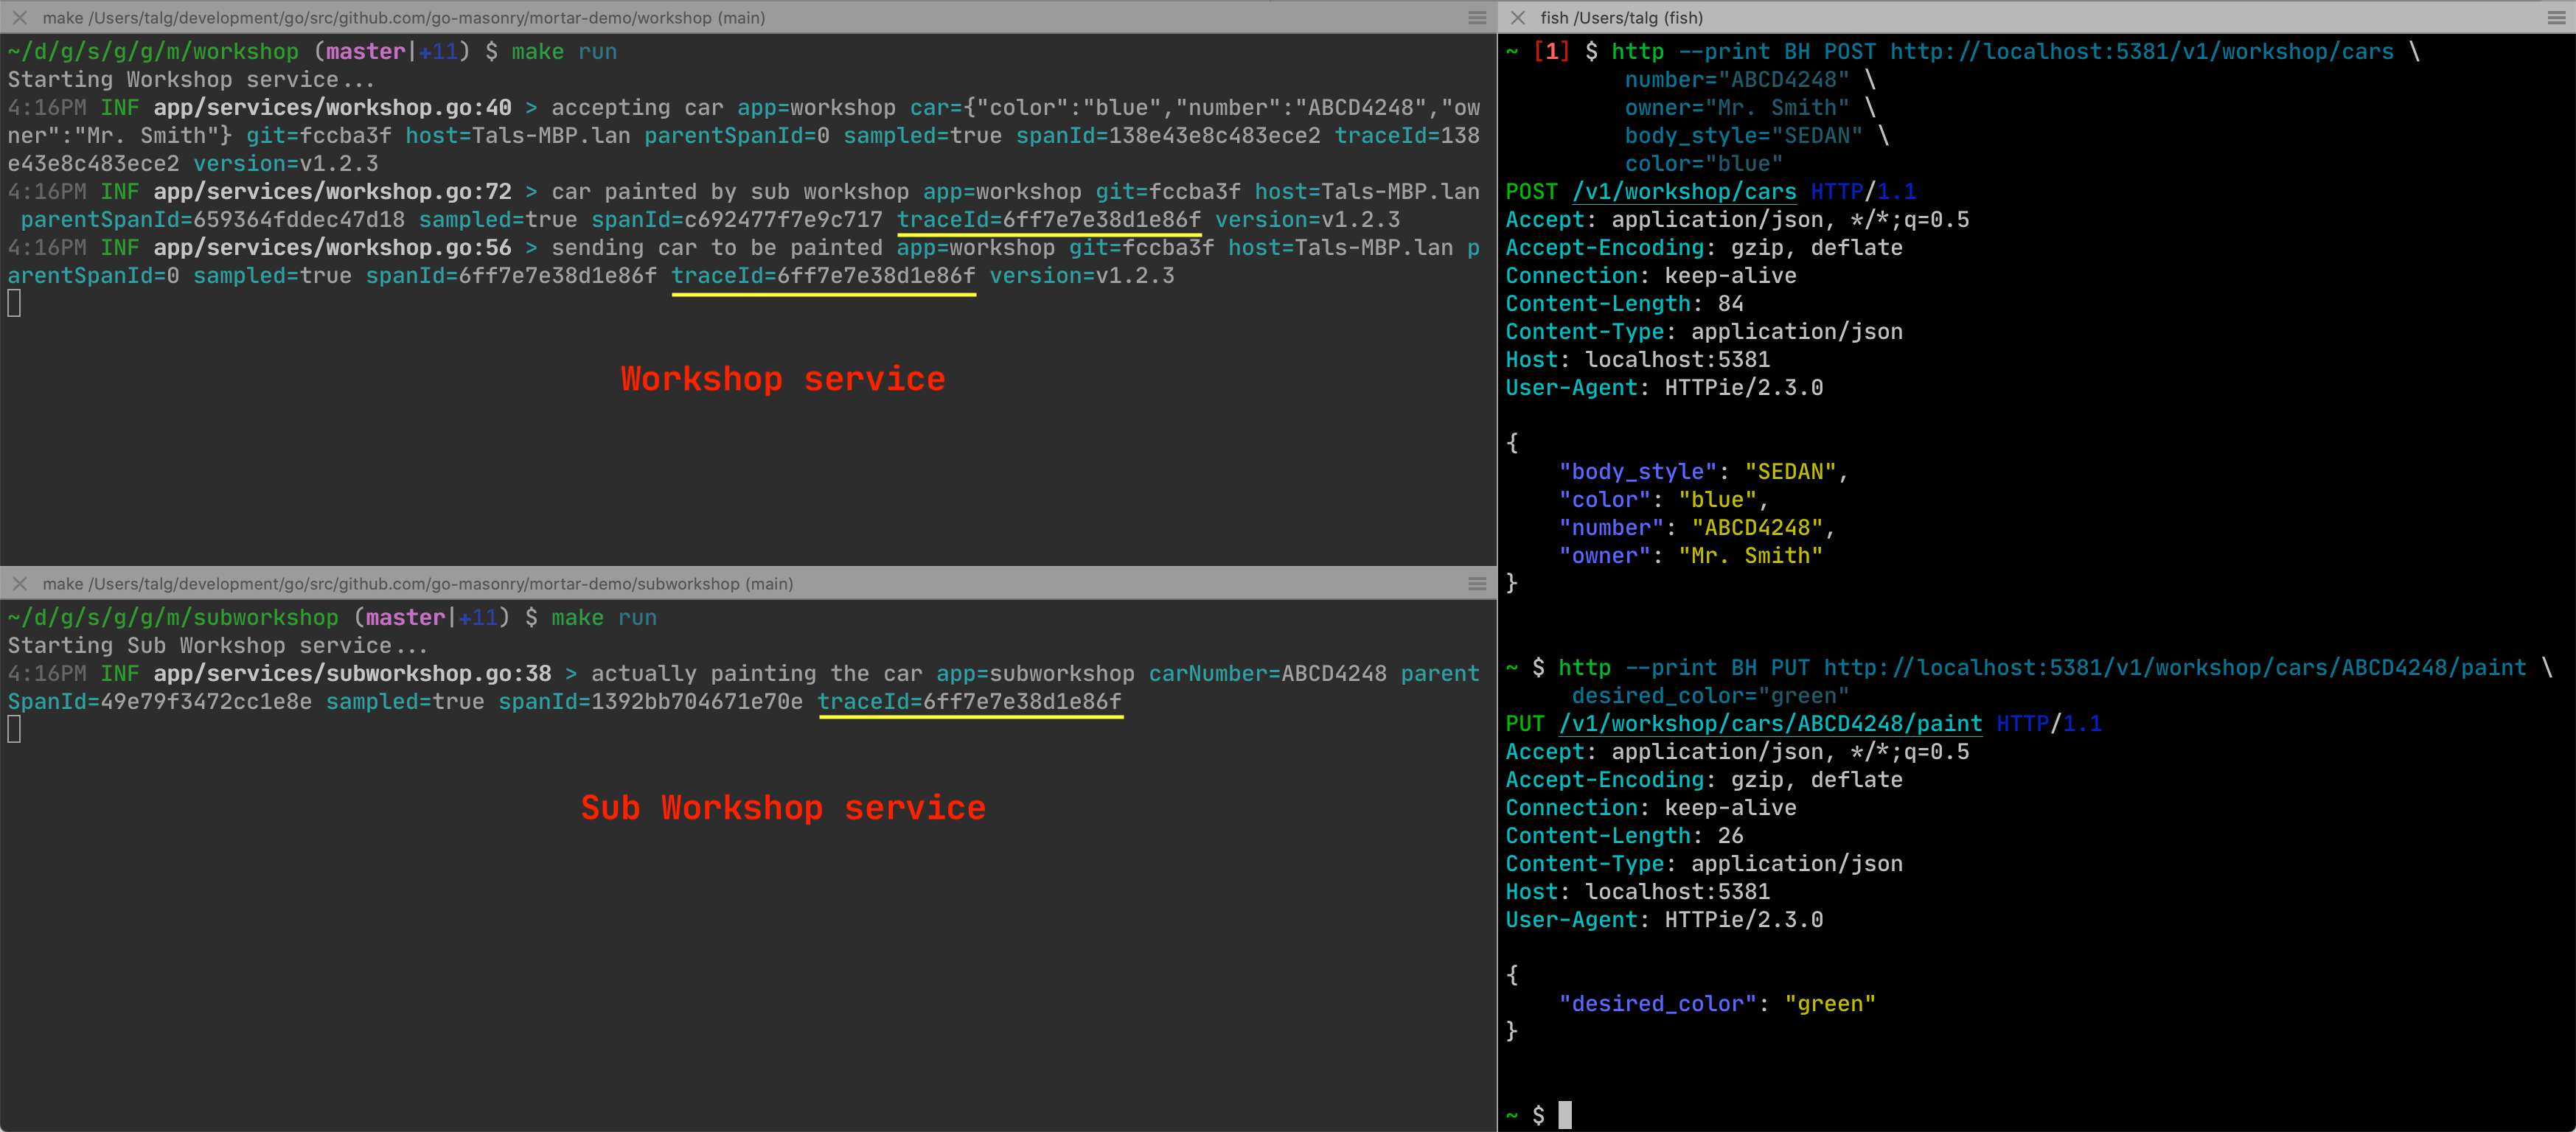 make /Users/talg/development/go/src/github.com/go-masonry/mortar-demo/workshop (main)
~/d/g/s/g/g/m/workshop (master|+11) $ make run
Starting Workshop service...
4:16PM INF app/services/workshop.go:40 > accepting car app=workshop car={"color":"blue","number":"ABCD4248","ow
ner":"Mr. Smith"} git=fccba3f host=Tals-MBP.lan parentSpanId=0 sampled=true spanId=138e43e8c483ece2 traceId=138
e43e8c483ece2 version=v1.2.3
4:16PM INF app/services/workshop.go:72 > car painted by sub workshop app=workshop git=fccba3f host=Tals-MBP.lan
parentSpanId=659364fddec47d18 sampled=true spanId=c692477f7e9c717 traceId=6ff7e7e38d1e86f version=v1.2.3
4:16PM INF app/services/workshop.go:56 > sending car to be painted app=workshop git=fccba3f host=Tals-MBP.lan p
arentSpanId=0 sampled=true spanId=6ff7e7e38d1e86f traceId=6ff7e7e38d1e86f version=v1.2.3
Workshop service
make /Users/talg/development/go/src/github.com/go-masonry/mortar-demo/subworkshop (main)
~/d/g/s/g/g/m/subworkshop (master|+11) $ make run
Starting Sub Workshop service...
4:16PM INF app/services/subworkshop.go:38 > actually painting the car app=subworkshop carNumber=ABCD4248 parent
SpanId=49e79f3472cc1e8e sampled=true spanId=1392bb704671e70e traceId=6ff7e7e38d1e86f
Sub Workshop service
fish /Users/talg (fish)
~ [1] $ http --print BH POST http://localhost:5381/v1/workshop/cars \
number="ABCD4248" \
owner="Mr. Smith" \
body_style="SEDAN" \
color="blue"
POST /v1/workshop/cars HTTP/1.1
Accept: application/json, */*;q=0.5
Accept-Encoding: gzip, deflate
Connection: keep-alive
Content-Length: 84
Content-Type: application/json
Host: localhost:5381
User-Agent: HTTPie/2.3.0
{
"body_style": "SEDAN",
"color": "blue",
"number": "ABCD4248",
"owner": "Mr. Smith"
}
~ $ http --print BH PUT http://localhost:5381/v1/workshop/cars/ABCD4248/paint \
desired_color="green"
PUT /v1/workshop/cars/ABCD4248/paint HTTP/1.1
Accept: application/json, */*;q=0.5
Accept-Encoding: gzip, deflate
Connection: keep-alive
Content-Length: 26
Content-Type: application/json
Host: localhost:5381
User-Agent: HTTPie/2.3.0
{
"desired_color": "green"
}
~ $